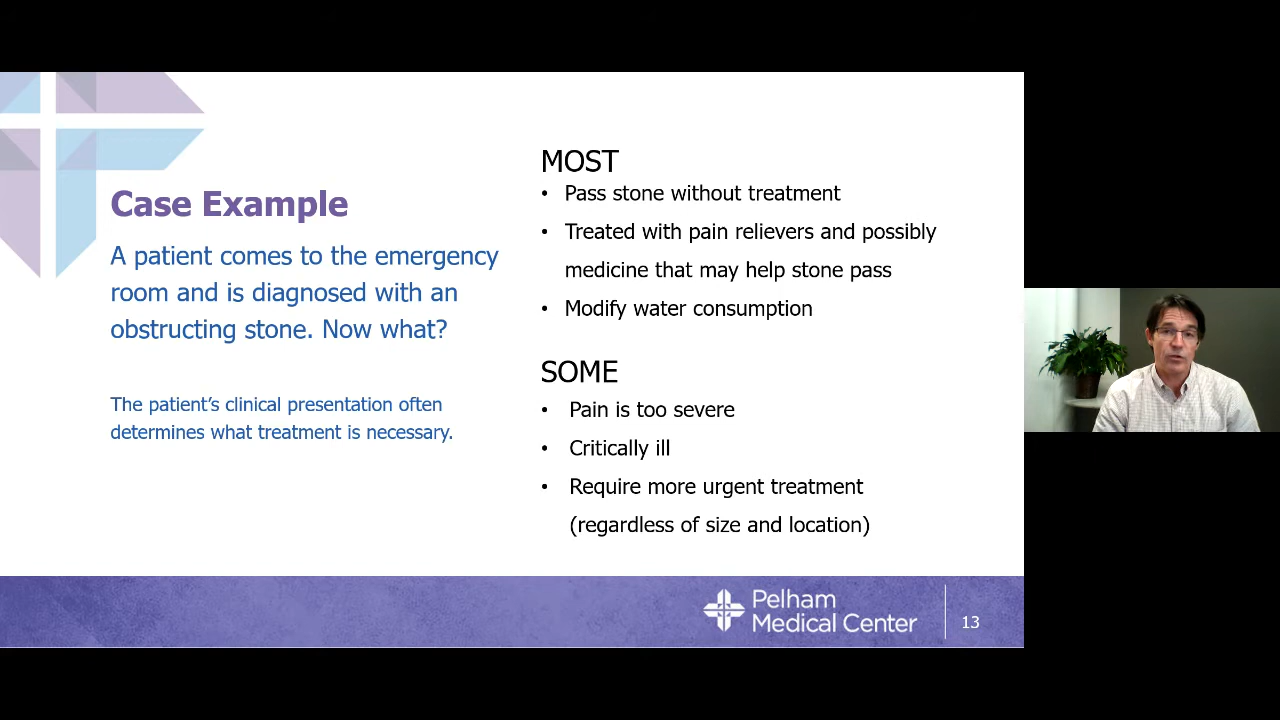 Case Example
A patient comes to the emergency
room and is diagnosed with an
obstructing stone. Now what?
The patient's clinical presentation often
determines what treatment is necessary.
MOST
• Pass stone without treatment
• Treated with pain relievers and possibly
medicine that may help stone pass
• Modify water consumption
SOME
• Pain is too severe
• Critically ill
• Require more urgent treatment
(regardless of size and location)
Pelham
Medical Center
13